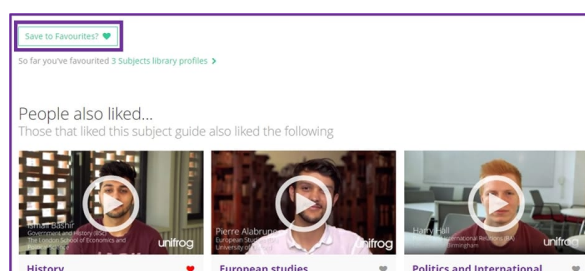 Save to Favourites?
So far you've favourited 3 Subjects library profiles >
People also liked...
Those that liked this subject guide also liked the following
Ismail Bashir
Government and History (BSc)
The London School of Economics and
unifrog
Pierre Alabrune
European
University of
unifrog
Harry Hall
International Relations (BA)
Birmingham
unifrog
History
European studies
Politics and International